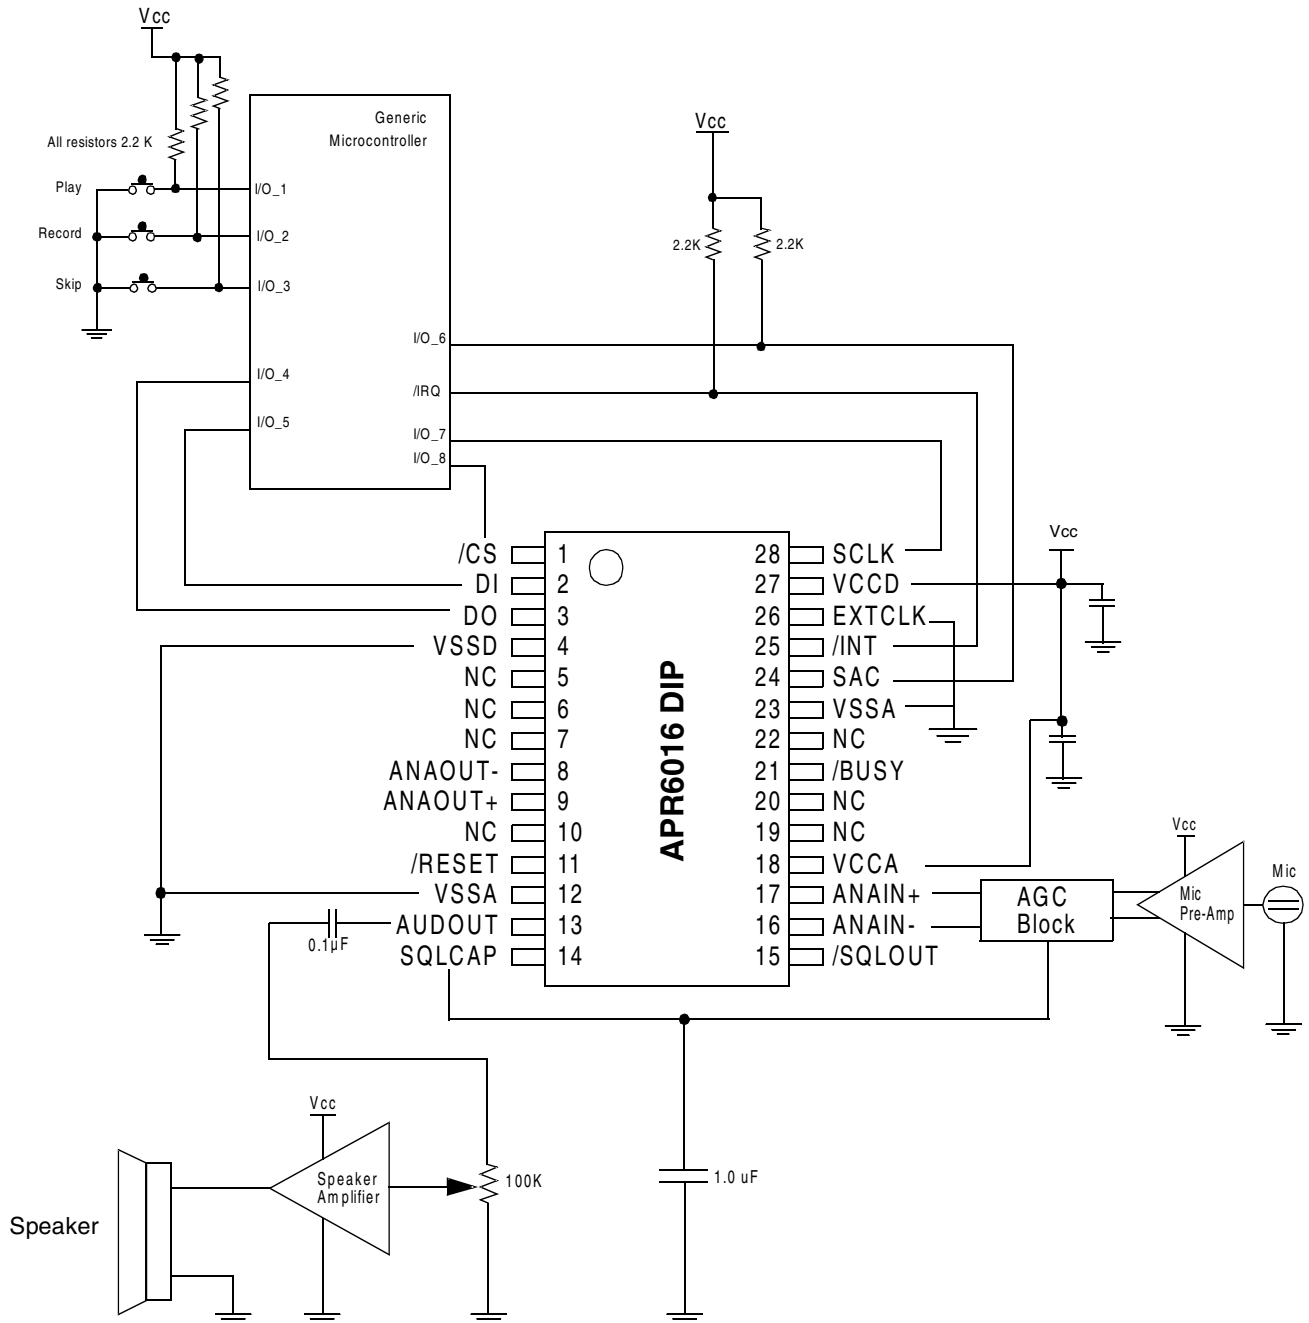 Vcc
Generic
Microcontroller
All resistors 2.2 K
Play
I/O_1
Record
I/O_2
Skip
I/O_3
Vcc
2.2K
2.2K
I/O_6
I/O_4
/IRQ
I/O_5
I/O_7
I/O_8
Vcc
/CS 1
DI 2
DO 3
VSSD 4
NC 5
NC 6
NC 7
ANAOUT- 8
ANAOUT+ 9
NC 10
/RESET 11
VSSA 12
AUDOUT 13
SQLCAP 14
APR6016 DIP
28 SCLK
27 VCCD
26 EXTCLK
25 /INT
24 SAC
23 VSSA
22 NC
21 /BUSY
20 NC
19 NC
18 VCCA
17 ANAIN+
16 ANAIN-
15 /SQLOUT
0.1µF
AGC
Block
Vcc
Mic
Pre-Amp
Mic
Vcc
Speaker
Amplifier
100K
1.0 uF
Speaker